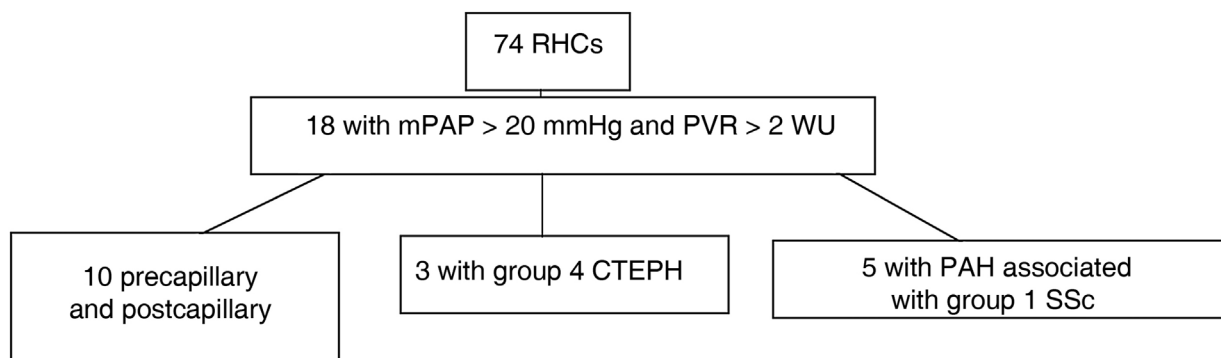 74 RHCs
18 with mPAP > 20 mmHg and PVR > 2 WU
10 precapillary
and postcapillary
3 with group 4 CTEPH
5 with PAH associated
with group 1 SSc